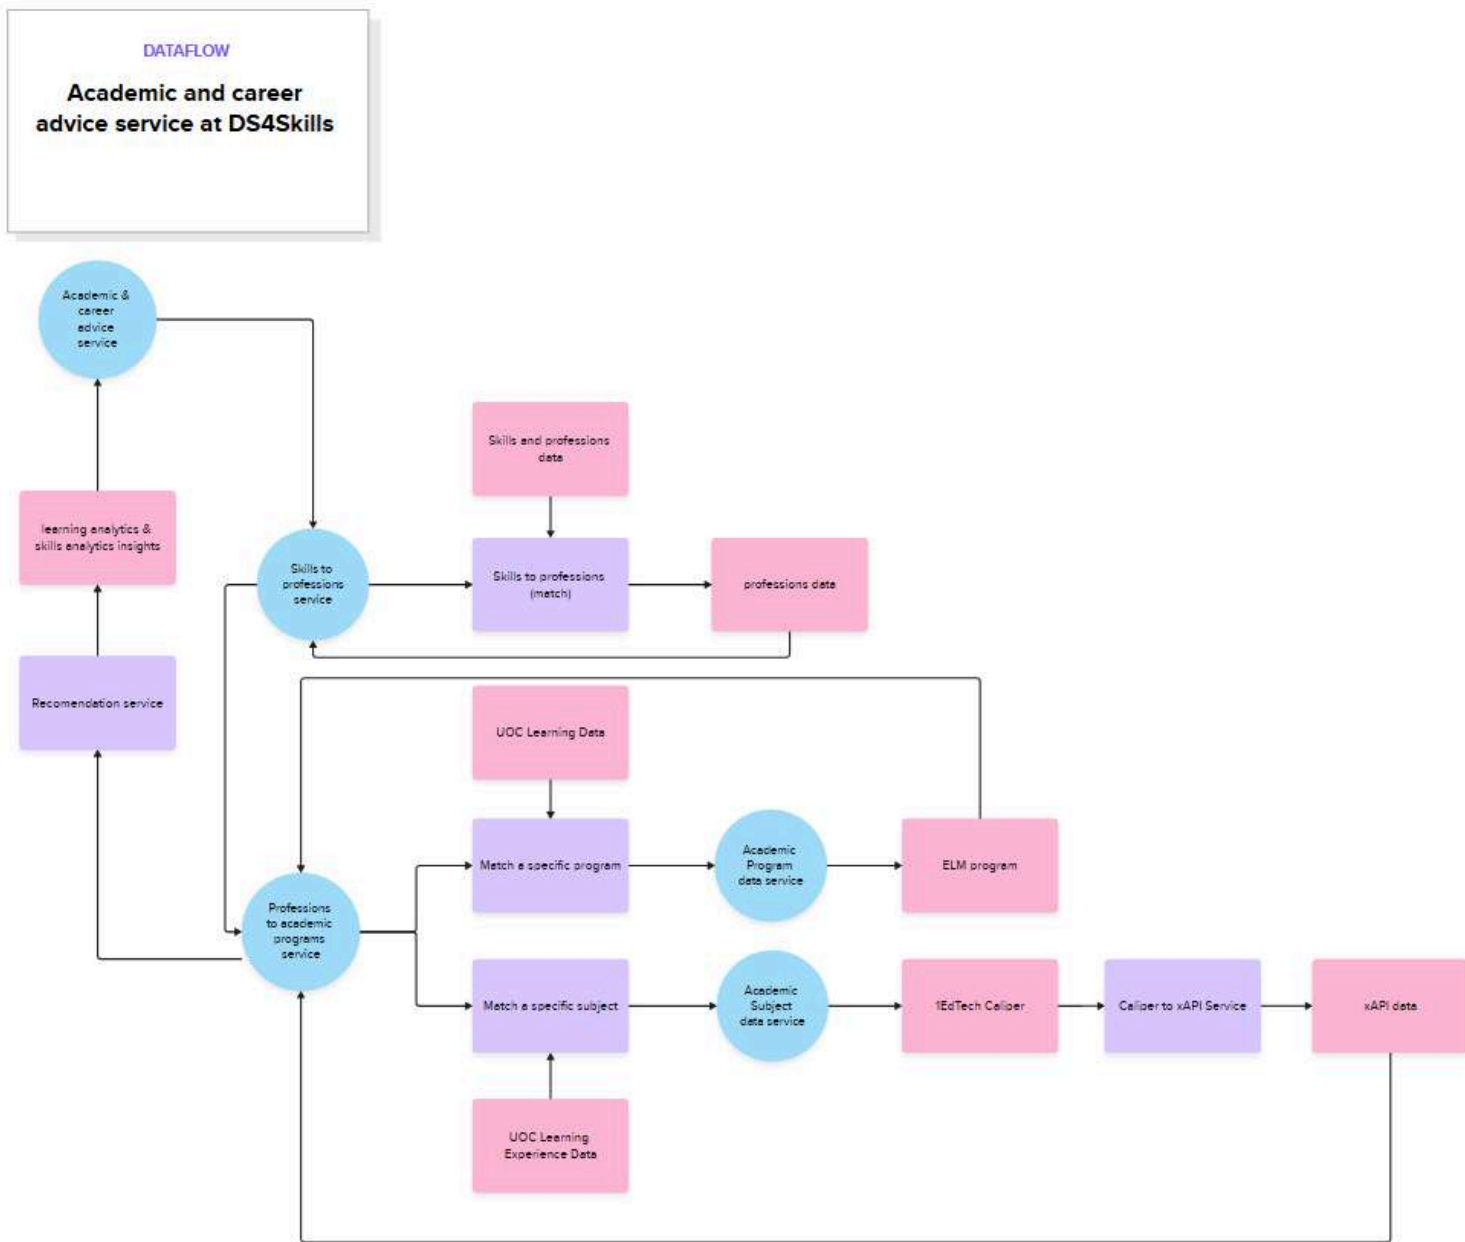 DATAFLOW
Academic and career
advice service at DS4Skills
Academic &
career
advice
service
Skills and professions
data
learning analytics &
skills analytics insights
Skills to
professions
service
Skills to professions
(match)
professions data
Recomendation service
UOC Learning Data
Match a specific program
Academic
Program
data service
ELM program
Professions
to academic
programs
service
Match a specific subject
Academic
Subject
data service
1EdTech Caliper
Caliper to xAPI Service
xAPI data
UOC Learning
Experience Data